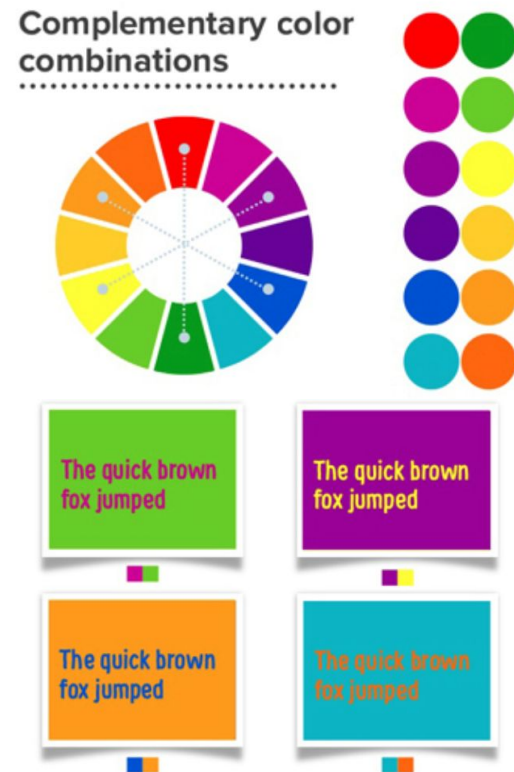 Complementary color
combinations
The quick brown
fox jumped
The quick brown
fox jumped
The quick brown
fox jumped
The quick brown
fox jumped